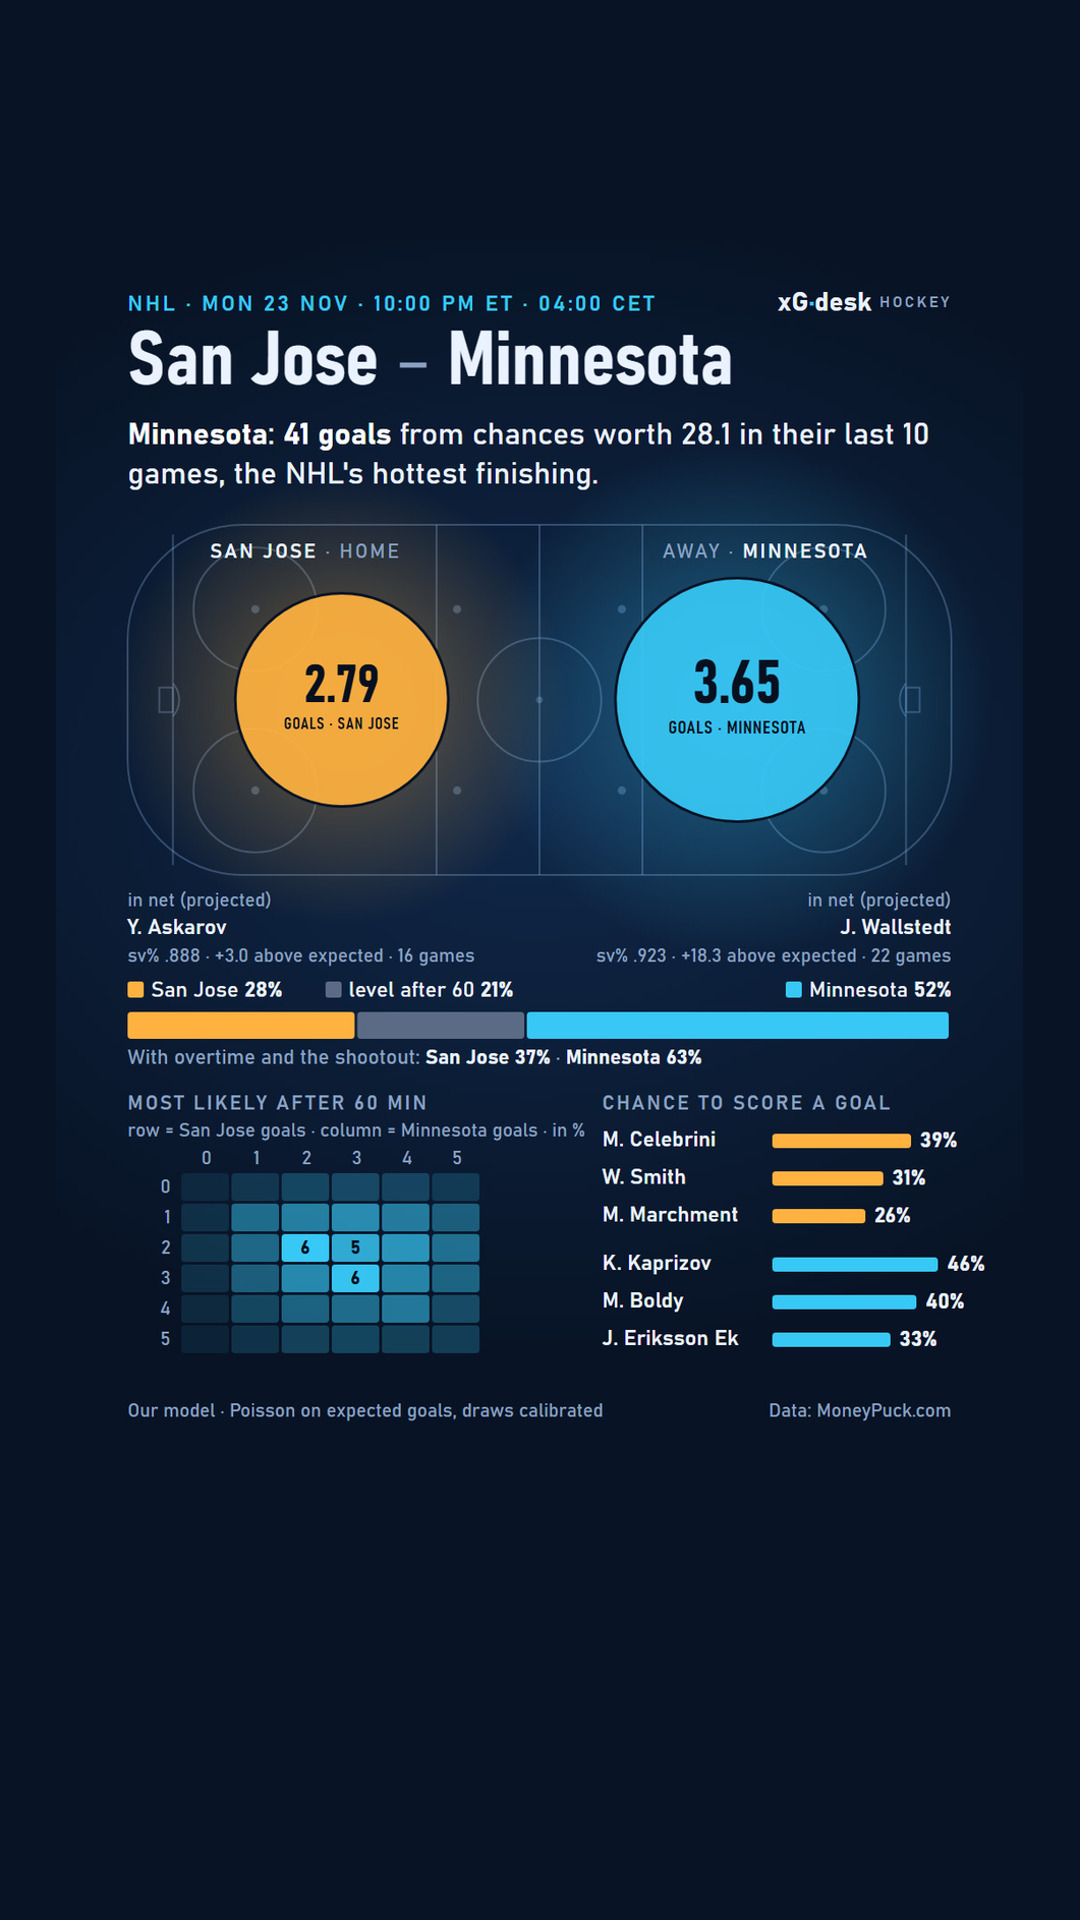 NHL · MON 23 NOV · 10:00 PM ET · 04:00 CET
xG·desk HOCKEY
San Jose – Minnesota
Minnesota: 41 goals from chances worth 28.1 in their last 10
games, the NHL's hottest finishing.
SAN JOSE · HOME
AWAY · MINNESOTA
2.79
GOALS · SAN JOSE
3.65
GOALS · MINNESOTA
in net (projected)
Y. Askarov
sv% .888 · +3.0 above expected · 16 games
in net (projected)
J. Wallstedt
sv% .923 · +18.3 above expected · 22 games
San Jose 28%
level after 60 21%
Minnesota 52%
With overtime and the shootout: San Jose 37% · Minnesota 63%
MOST LIKELY AFTER 60 MIN
row = San Jose goals · column = Minnesota goals · in %
0 1 2 3 4 5
0
1
2 6 5
3 6
4
5
CHANCE TO SCORE A GOAL
M. Celebrini 39%
W. Smith 31%
M. Marchment 26%
K. Kaprizov 46%
M. Boldy 40%
J. Eriksson Ek 33%
Our model · Poisson on expected goals, draws calibrated
Data: MoneyPuck.com